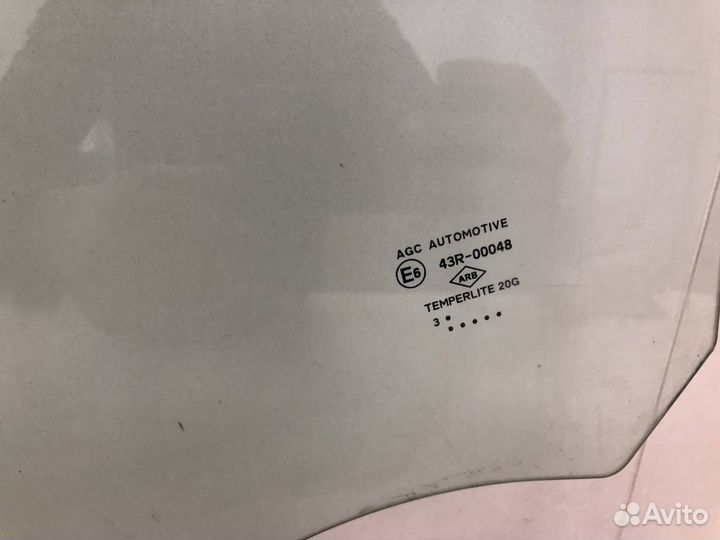 AGC AUTOMOTIVE
E6 43R-00048
ARB
TEMPERLITE 20G
3
Avito